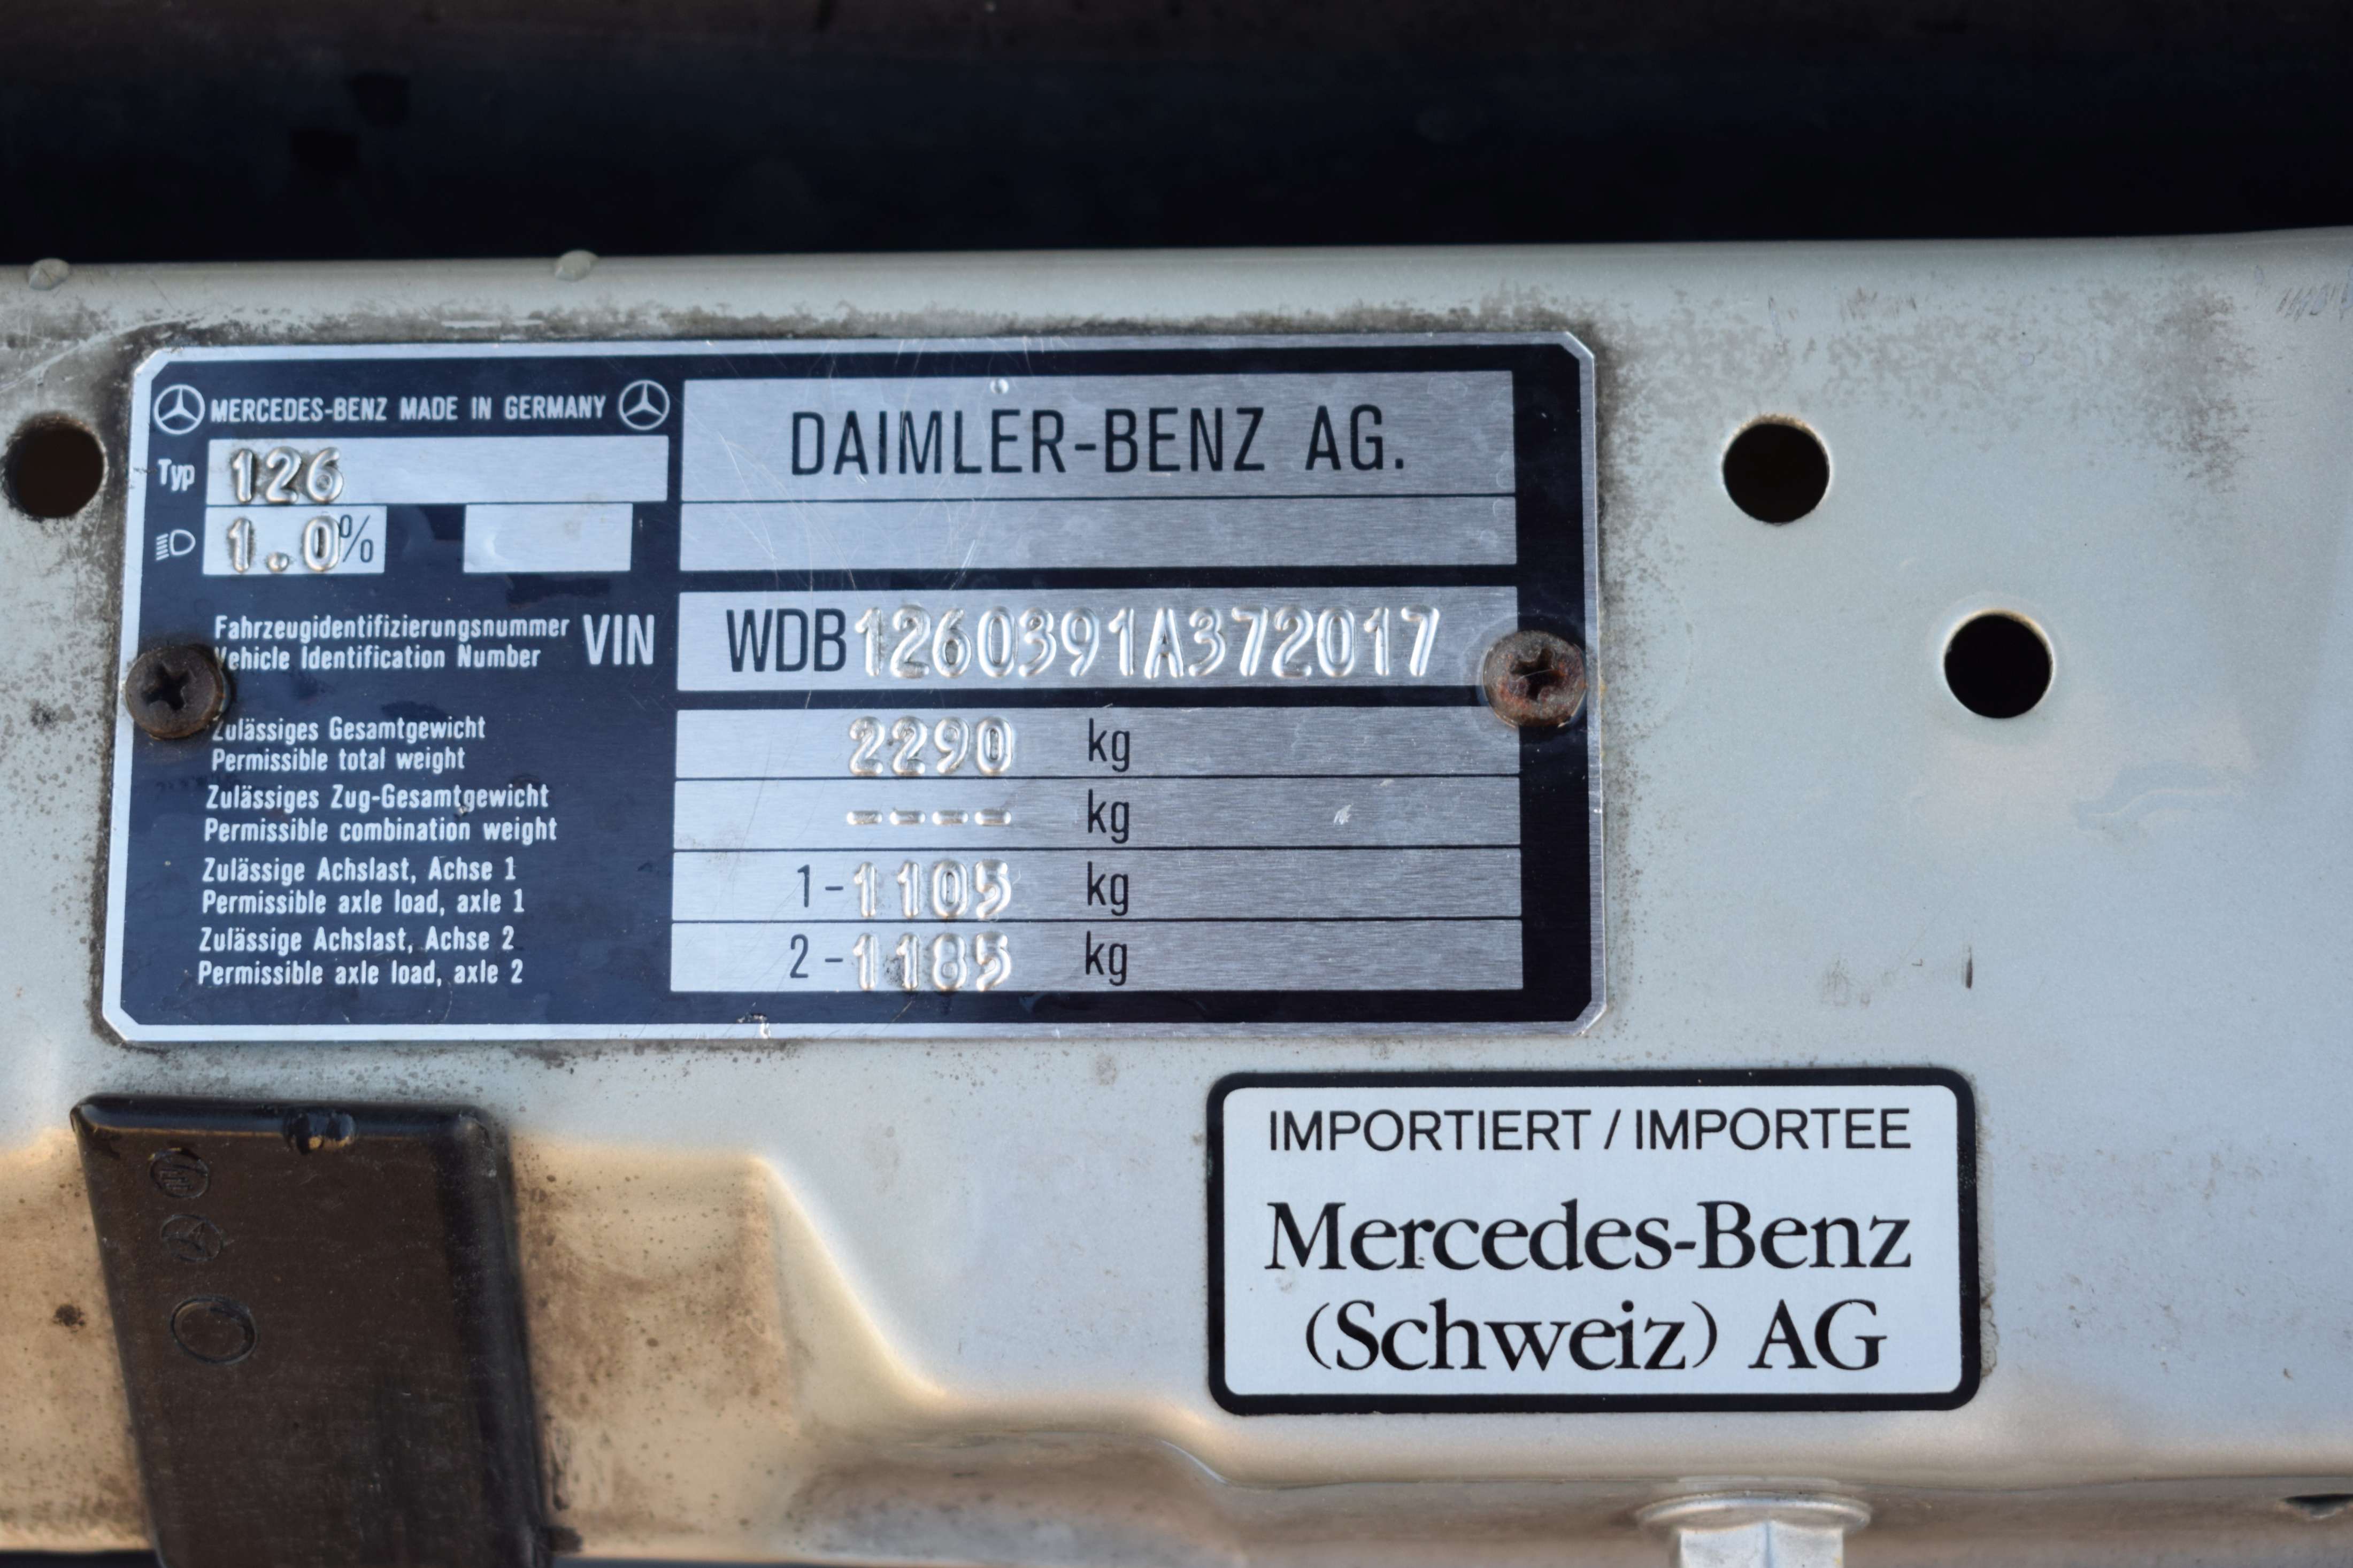 MERCEDES-BENZ MADE IN GERMANY
DAIMLER-BENZ AG.
Typ 126
1.0%
Fahrzeugidentifizierungsnummer
Vehicle Identification Number
VIN WDB1260391A372017
Zulässiges Gesamtgewicht
Permissible total weight
2290 kg
Zulässiges Zug-Gesamtgewicht
Permissible combination weight
---- kg
Zulässige Achslast, Achse 1
Permissible axle load, axle 1
1-1105 kg
Zulässige Achslast, Achse 2
Permissible axle load, axle 2
2-1185 kg
IMPORTIERT / IMPORTEE
Mercedes-Benz
(Schweiz) AG